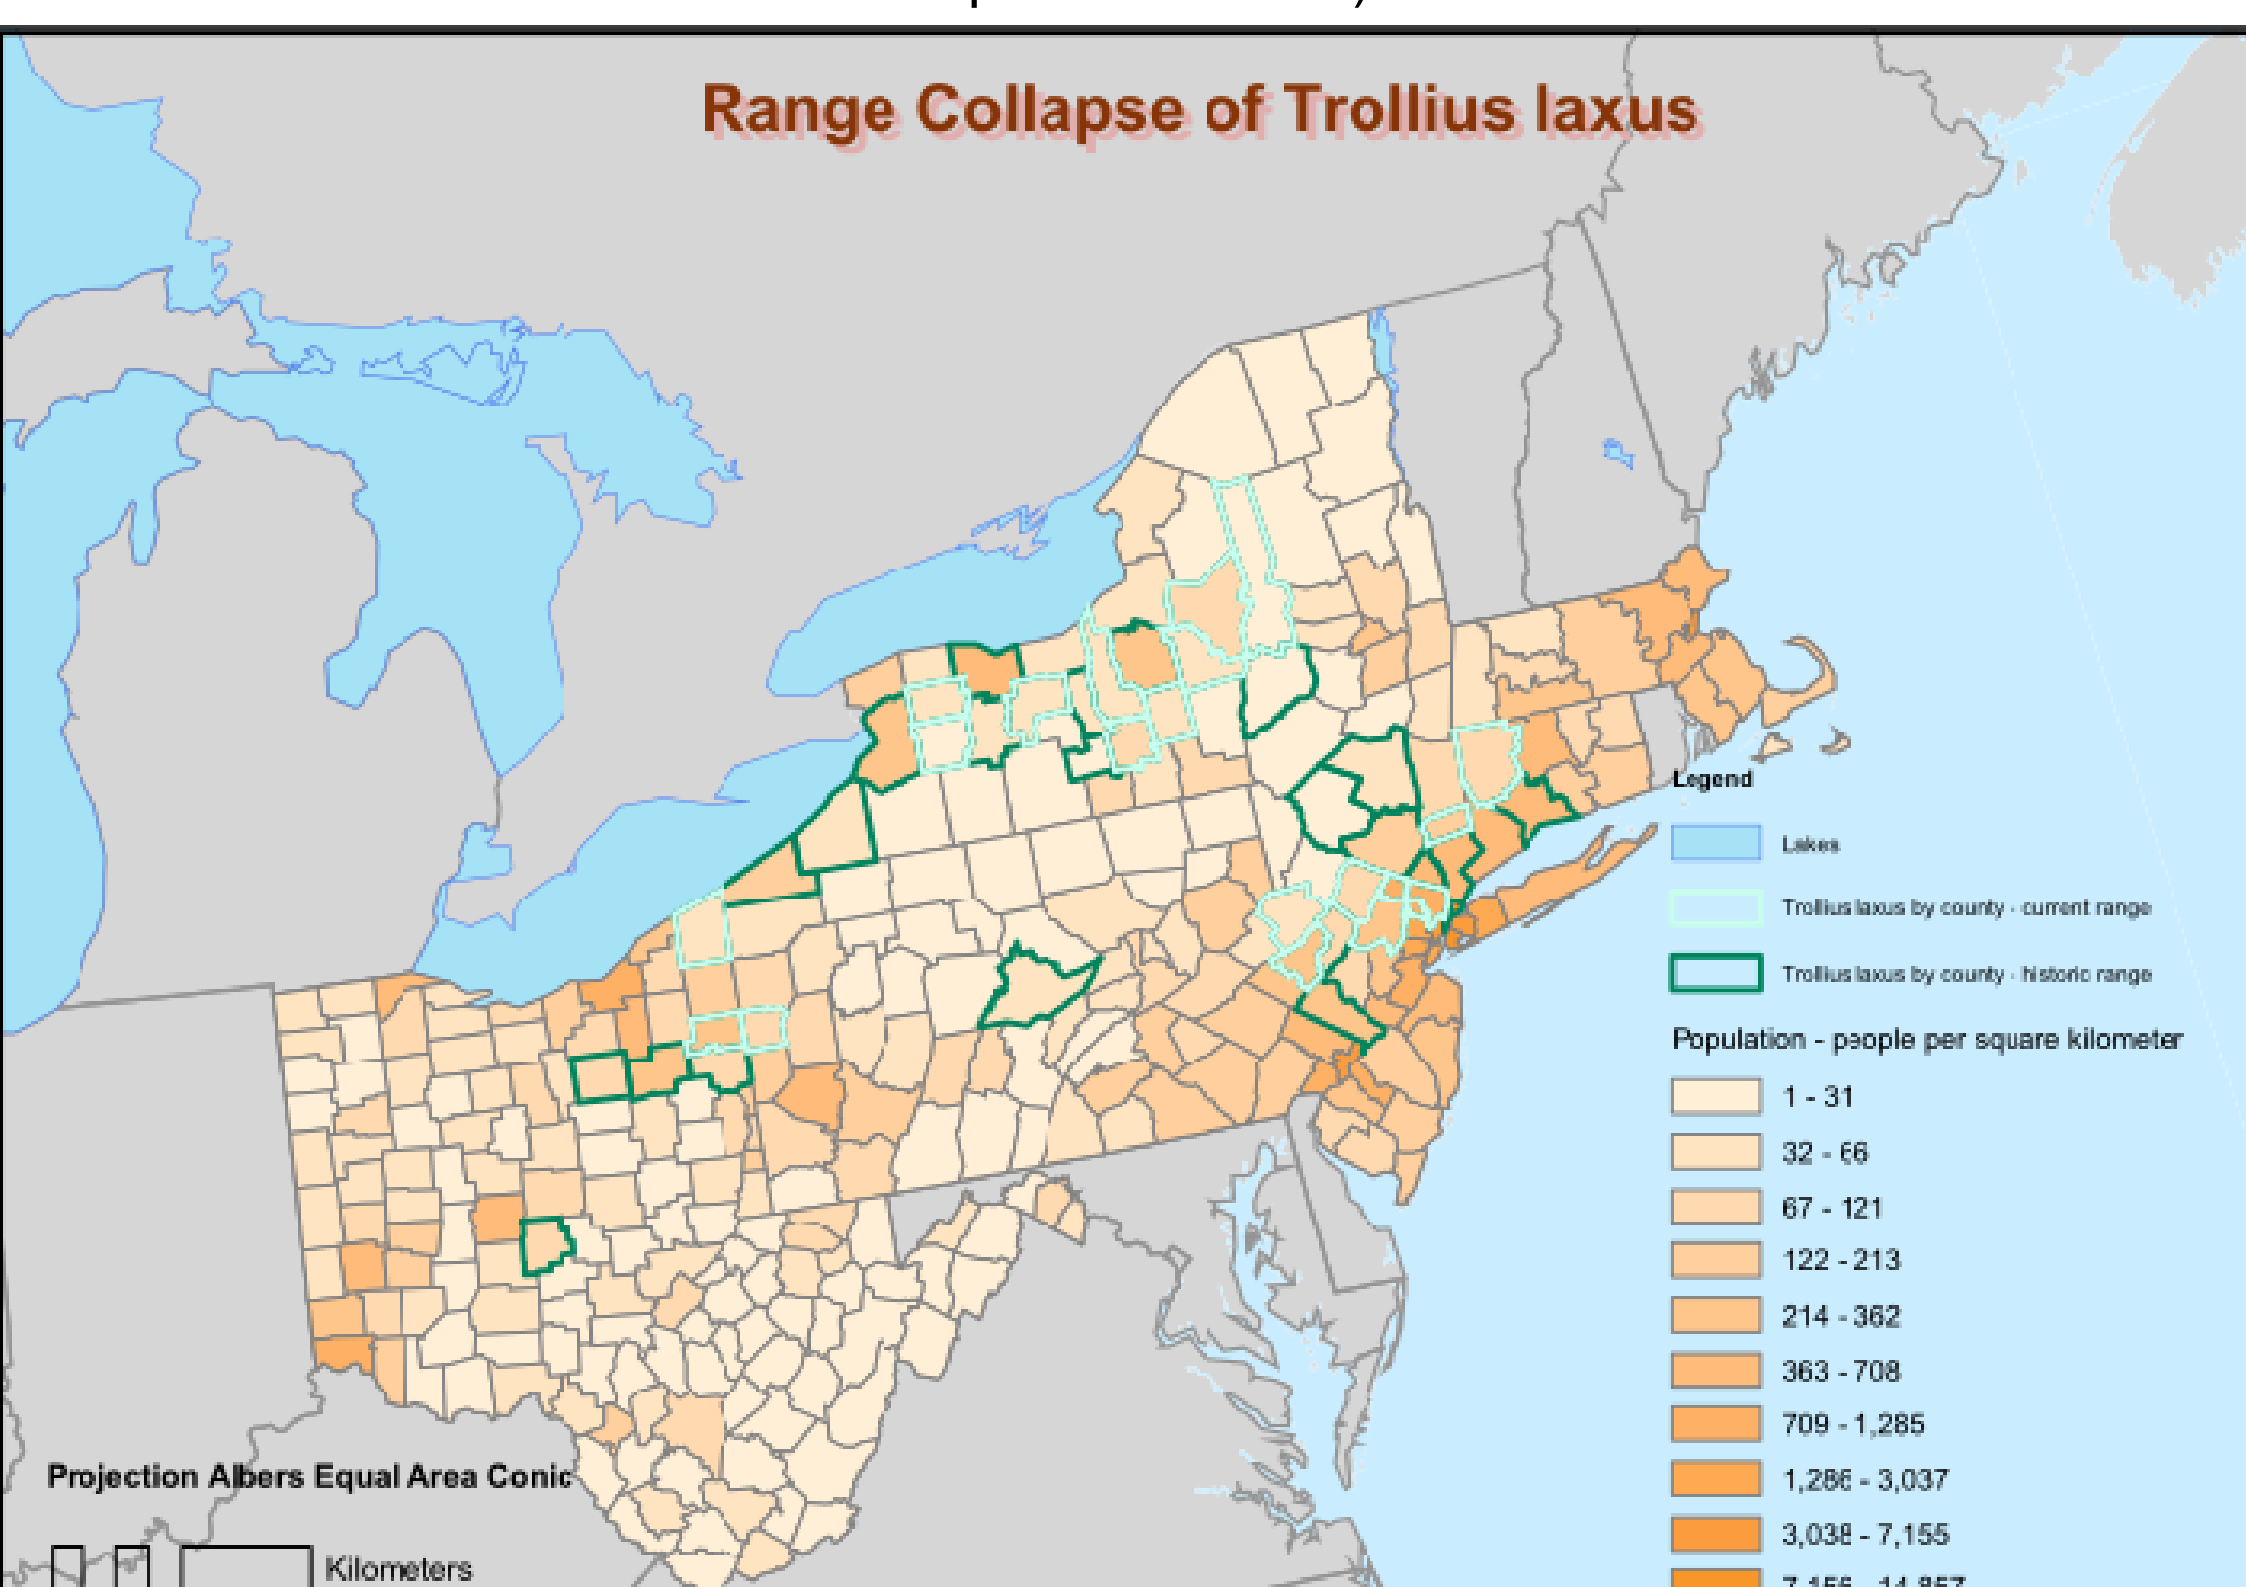 Range Collapse of Trollius laxus
Legend
Lakes
Trollius laxus by county - current range
Trollius laxus by county - historic range
Population - people per square kilometer
1 - 31
32 - 66
67 - 121
122 - 213
214 - 362
363 - 708
709 - 1,285
1,286 - 3,037
3,038 - 7,155
Projection Albers Equal Area Conic
Kilometers